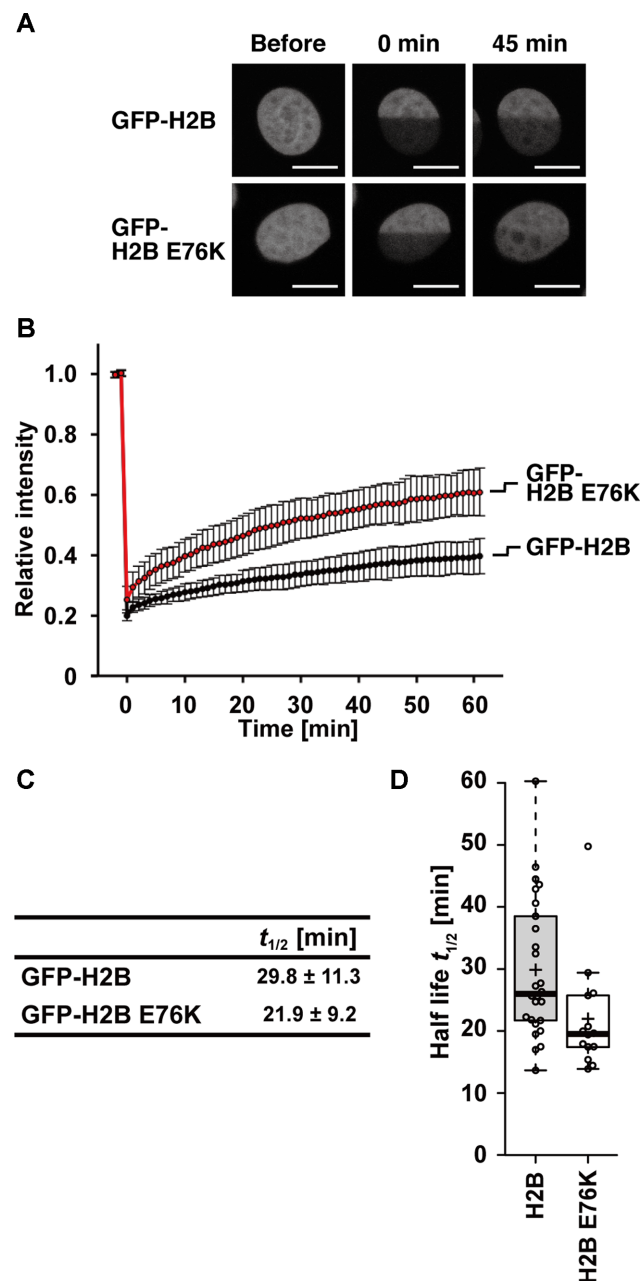 A
Before 0 min 45 min
GFP-H2B
GFP-
H2B E76K
B
1.0
0.8
0.6
0.4
0.2
0
Relative intensity
GFP-
H2B E76K
GFP-H2B
0 10 20 30 40 50 60
Time [min]
C
t1/2 [min]
GFP-H2B 29.8 ± 11.3
GFP-H2B E76K 21.9 ± 9.2
D
60
50
40
30
20
10
0
Half life t1/2 [min]
H2B
H2B E76K